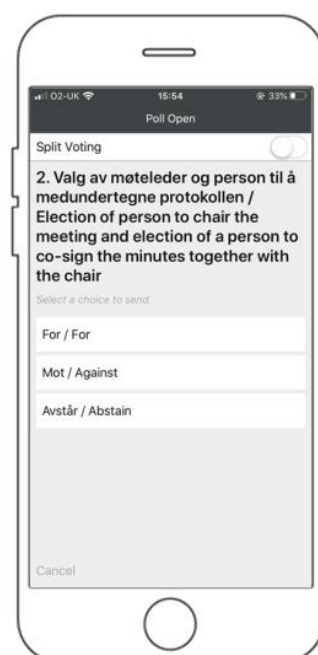 O2-UK 15:54 33%
Poll Open
Split Voting
2. Valg av møteleder og person til å
medundertegne protokollen /
Election of person to chair the
meeting and election of a person to
co-sign the minutes together with
the chair
Select a choice to send.
For / For
Mot / Against
Avstår / Abstain
Cancel